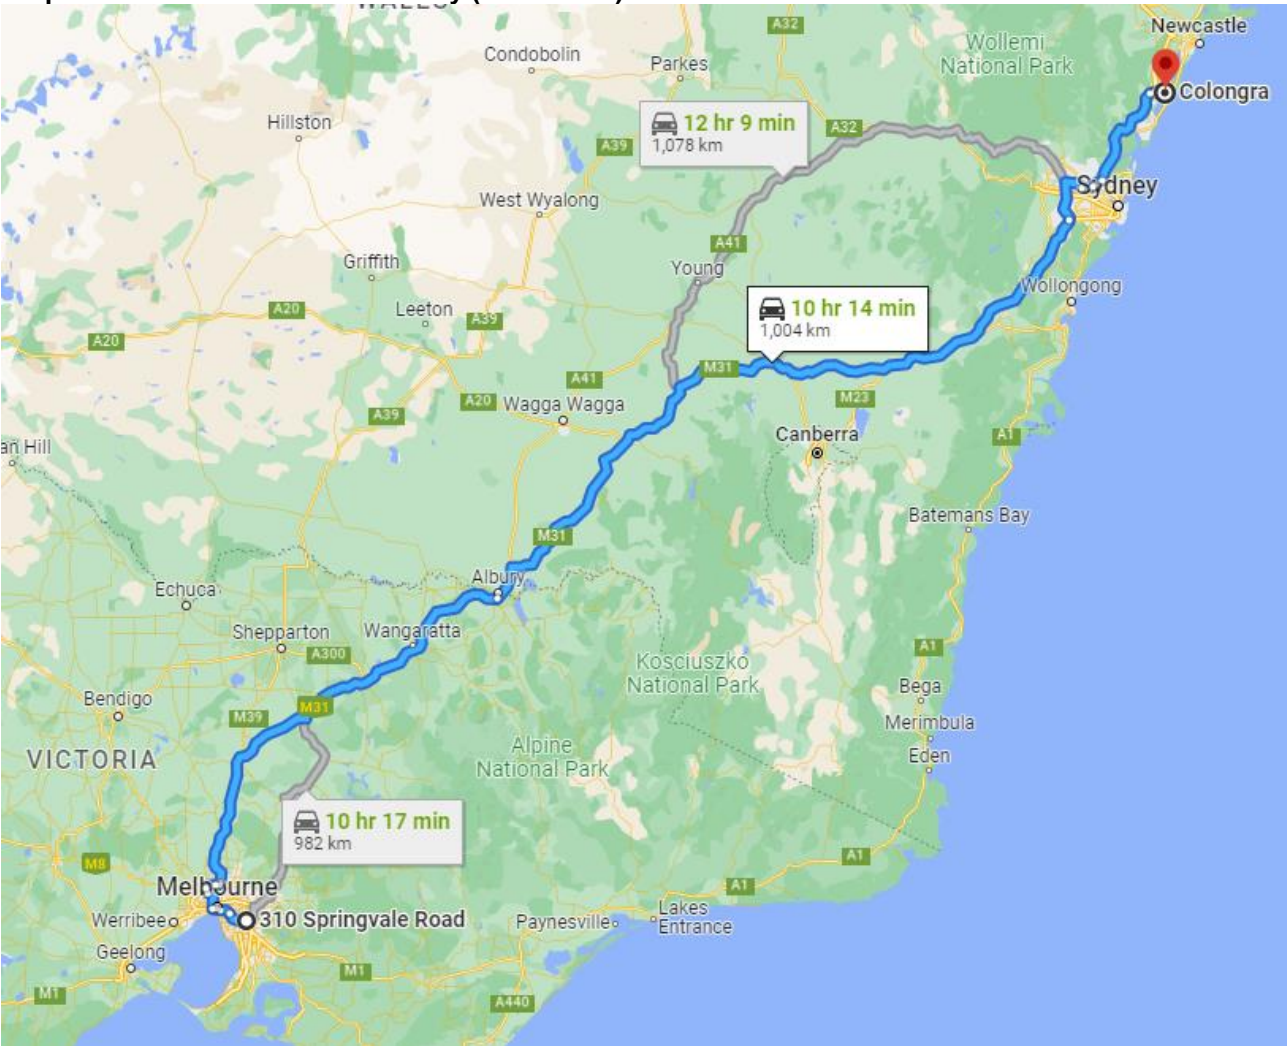 Newcastle
A32
Wollemi
National Park
Condobolin
Parkes
Colongra
Hillston
12 hr 9 min
1,078 km
A32
A39
Sydney
West Wyalong
A41
Griffith
Young
Wollongong
Leeton
A20
A39
10 hr 14 min
1,004 km
A20
M31
A41
M23
A39
A20
Wagga Wagga
Canberra
A1
an Hill
Batemans Bay
M31
Albury
Echuca
Shepparton
Wangaratta
A300
A1
Kosciuszko
National Park
Bega
Bendigo
M39
M31
Merimbula
VICTORIA
Alpine
National Park
Eden
10 hr 17 min
982 km
M8
A1
Melbourne
A1
Werribee
310 Springvale Road
Paynesville
Lakes
Entrance
Geelong
M1
M1
A440